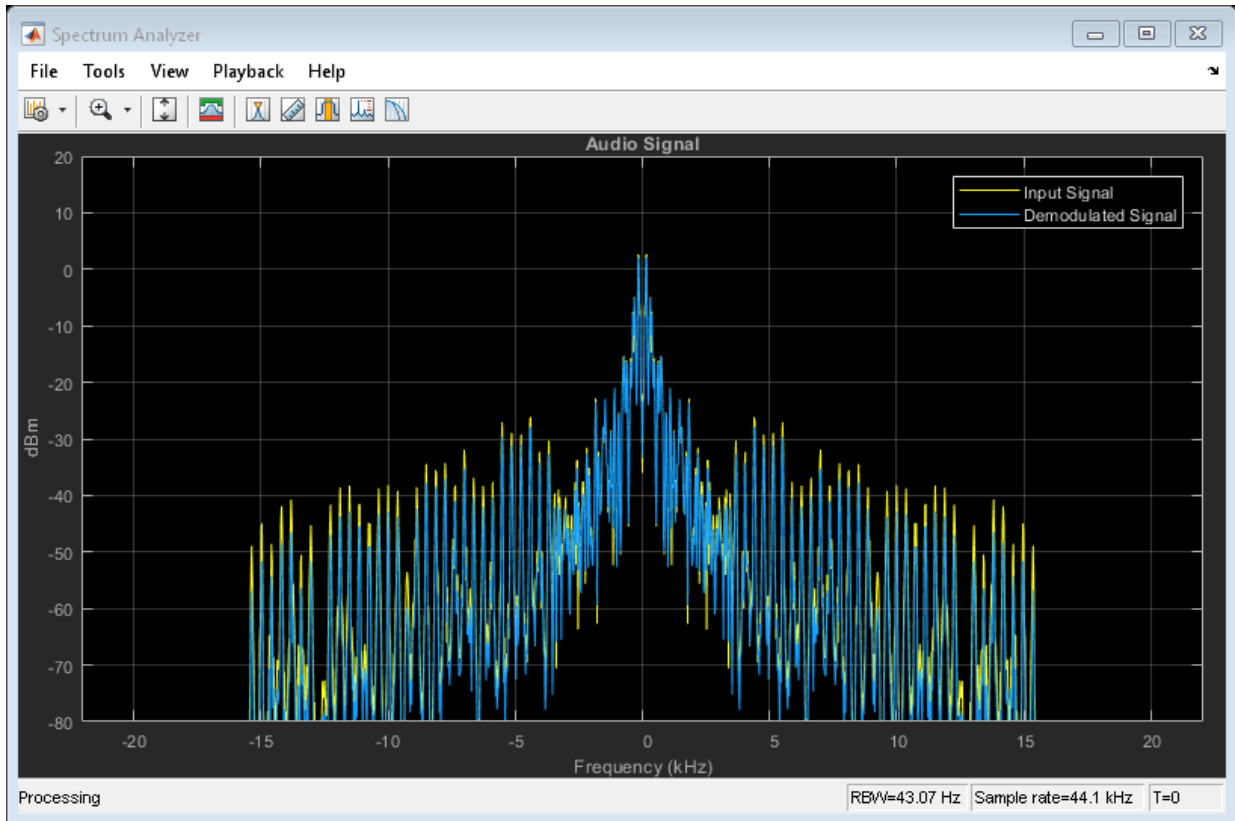 Spectrum Analyzer
File Tools View Playback Help
Audio Signal
Input Signal
Demodulated Signal
20
10
0
-10
-20
-30
-40
-50
-60
-70
-80
dBm
-20 -15 -10 -5 0 5 10 15 20
Frequency (kHz)
Processing RBW=43.07 Hz Sample rate=44.1 kHz T=0